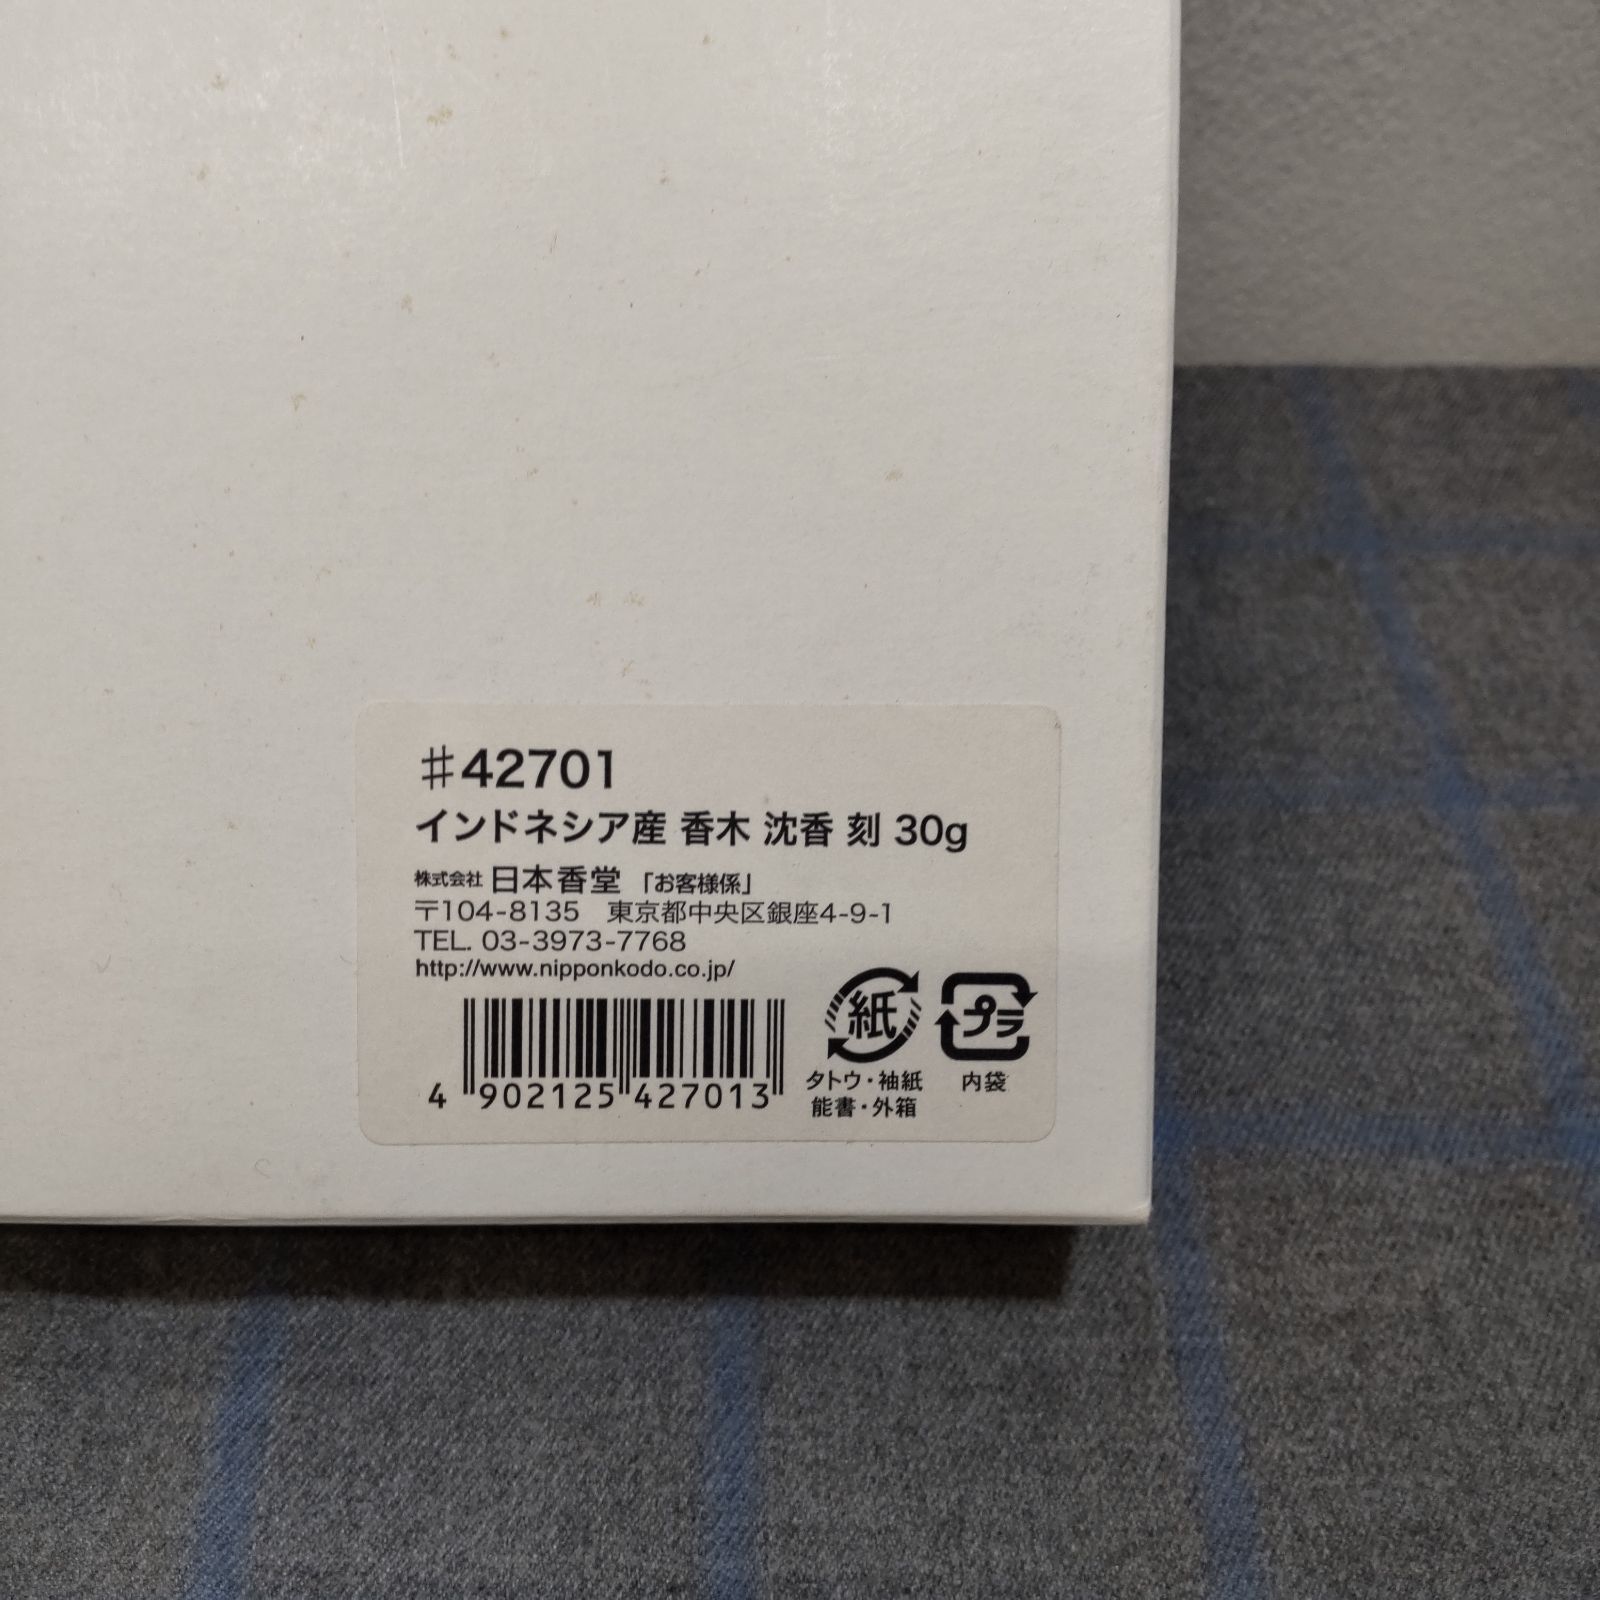 ♯42701
インドネシア産 香木 沈香 刻 30g
株式会社 日本香堂 「お客様係」
〒104-8135 東京都中央区銀座4-9-1
TEL. 03-3973-7768
http://www.nipponkodo.co.jp/
4 902125 427013
紙
タトウ・袖紙
能書・外箱
プラ
内袋